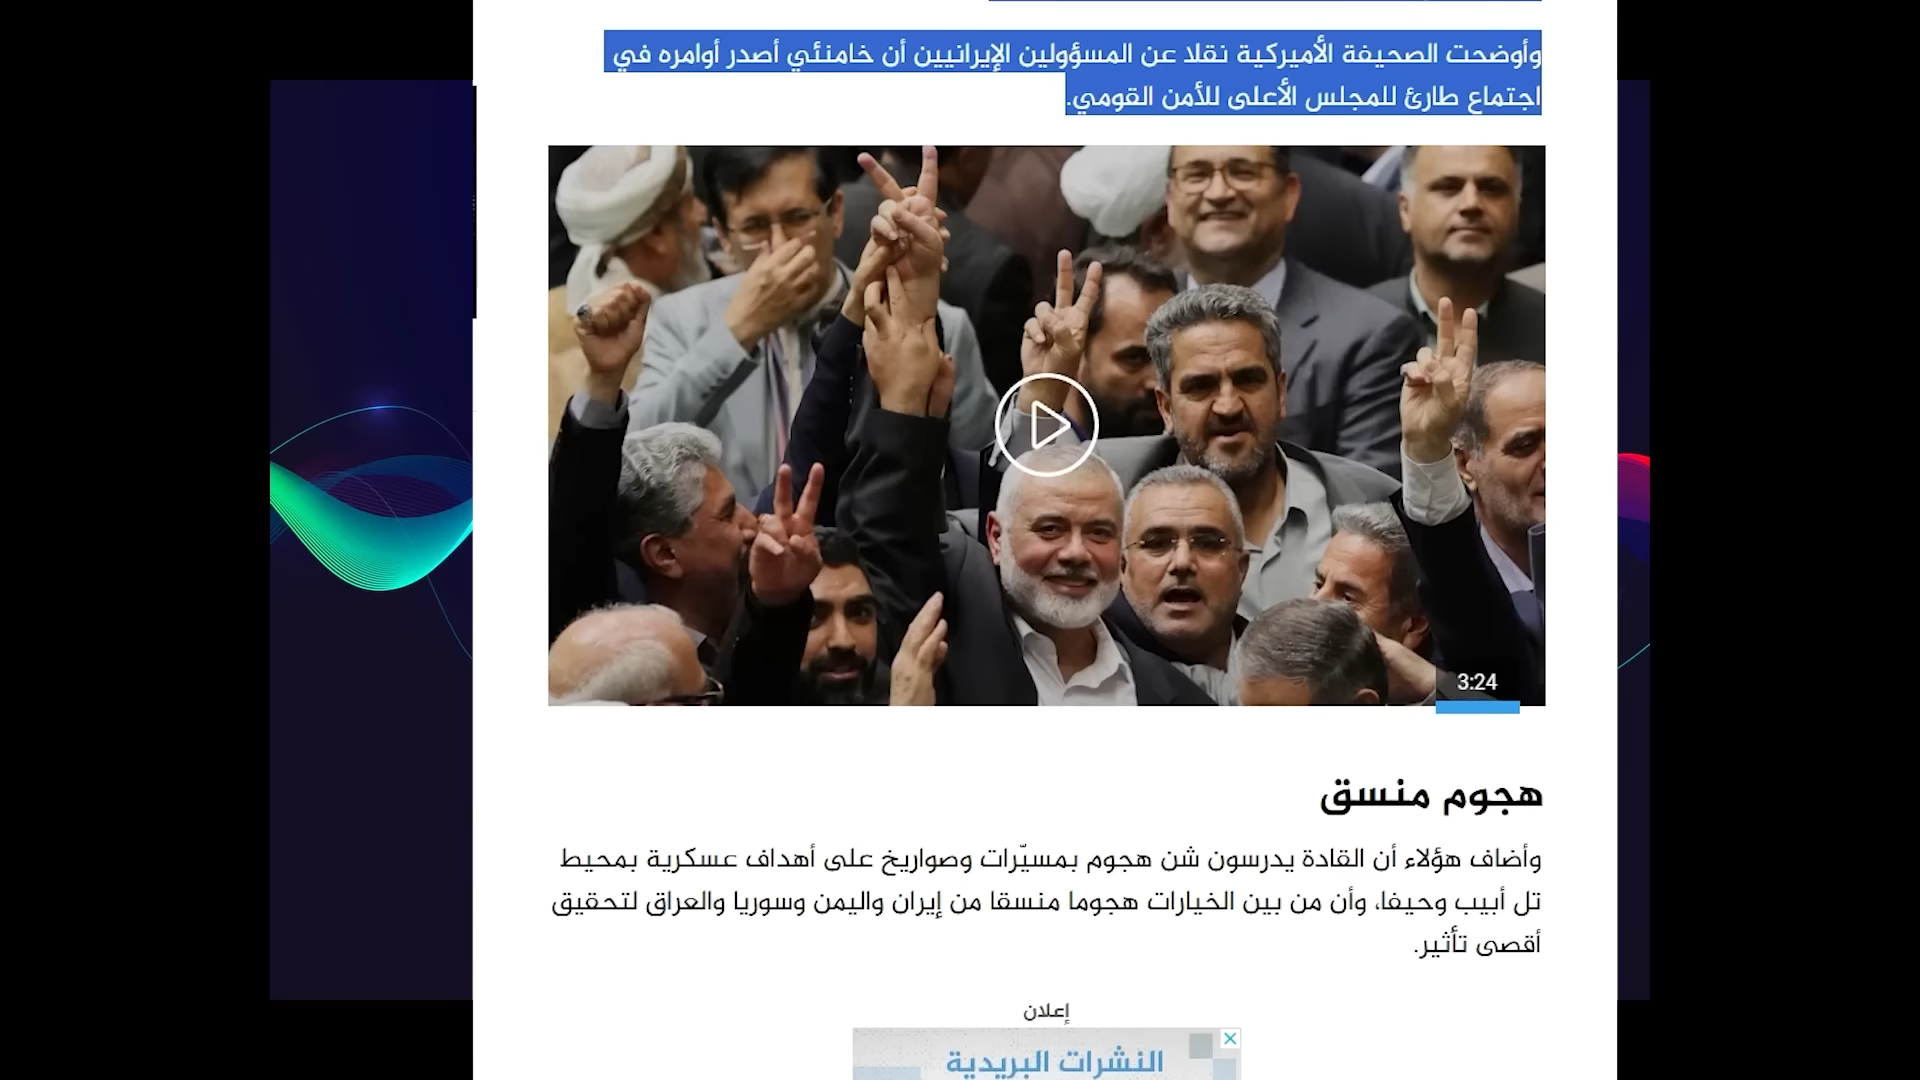 وأوضحت الصحيفة الأميركية نقلا عن المسؤولين الإيرانيين أن خامنئي أصدر أوامره في
اجتماع طارئ للمجلس الأعلى للأمن القومي.
3:24
هجوم منسق
وأضاف هؤلاء أن القادة يدرسون شن هجوم بمسيّرات وصواريخ على أهداف عسكرية بمحيط
تل أبيب وحيفا، وأن من بين الخيارات هجوما منسقا من إيران واليمن وسوريا والعراق لتحقيق
أقصى تأثير.
إعلان
النشرات البريدية